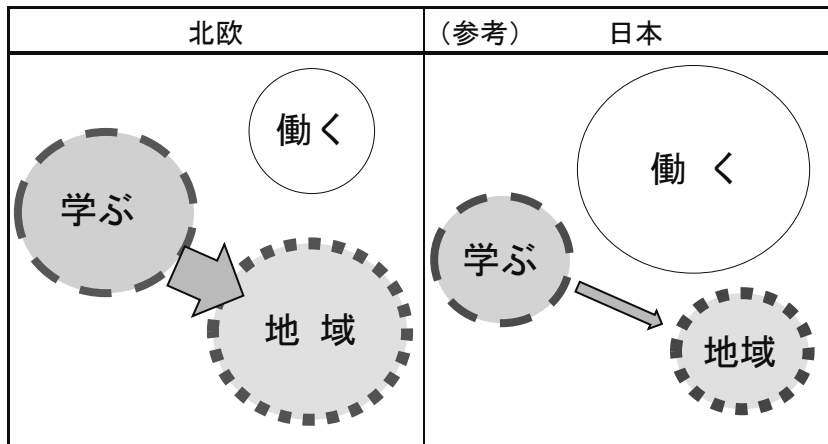 北欧
（参考） 日本
働く
学ぶ
地 域
働 く
学ぶ
地域